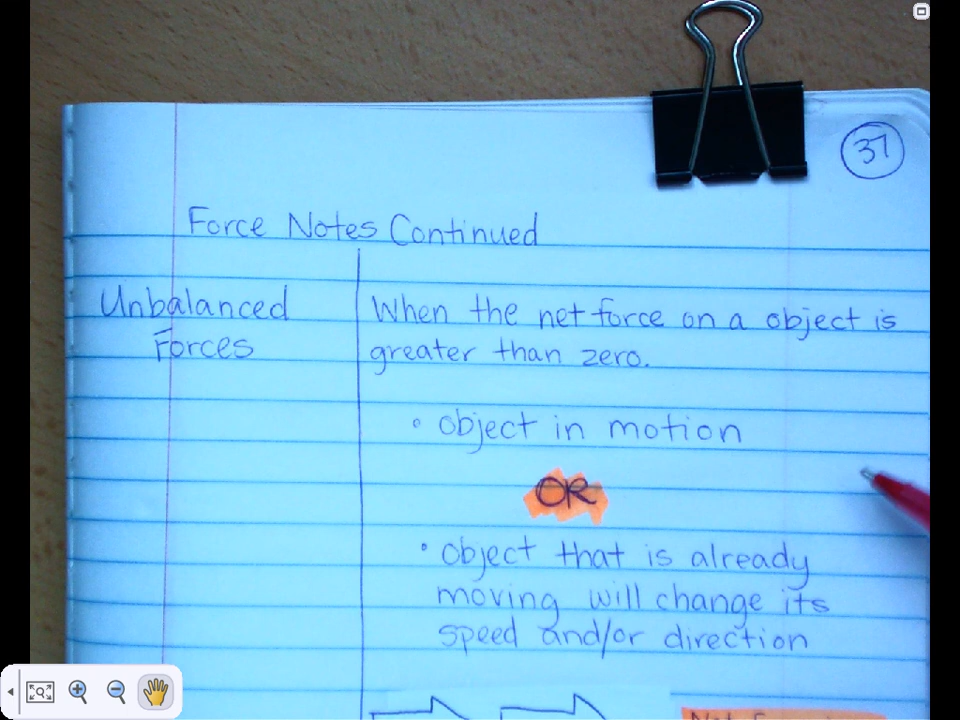 37
Force Notes Continued
Unbalanced
Forces
When the net force on a object is
greater than zero.
• object in motion
OR
• object that is already
moving will change its
speed and/or direction